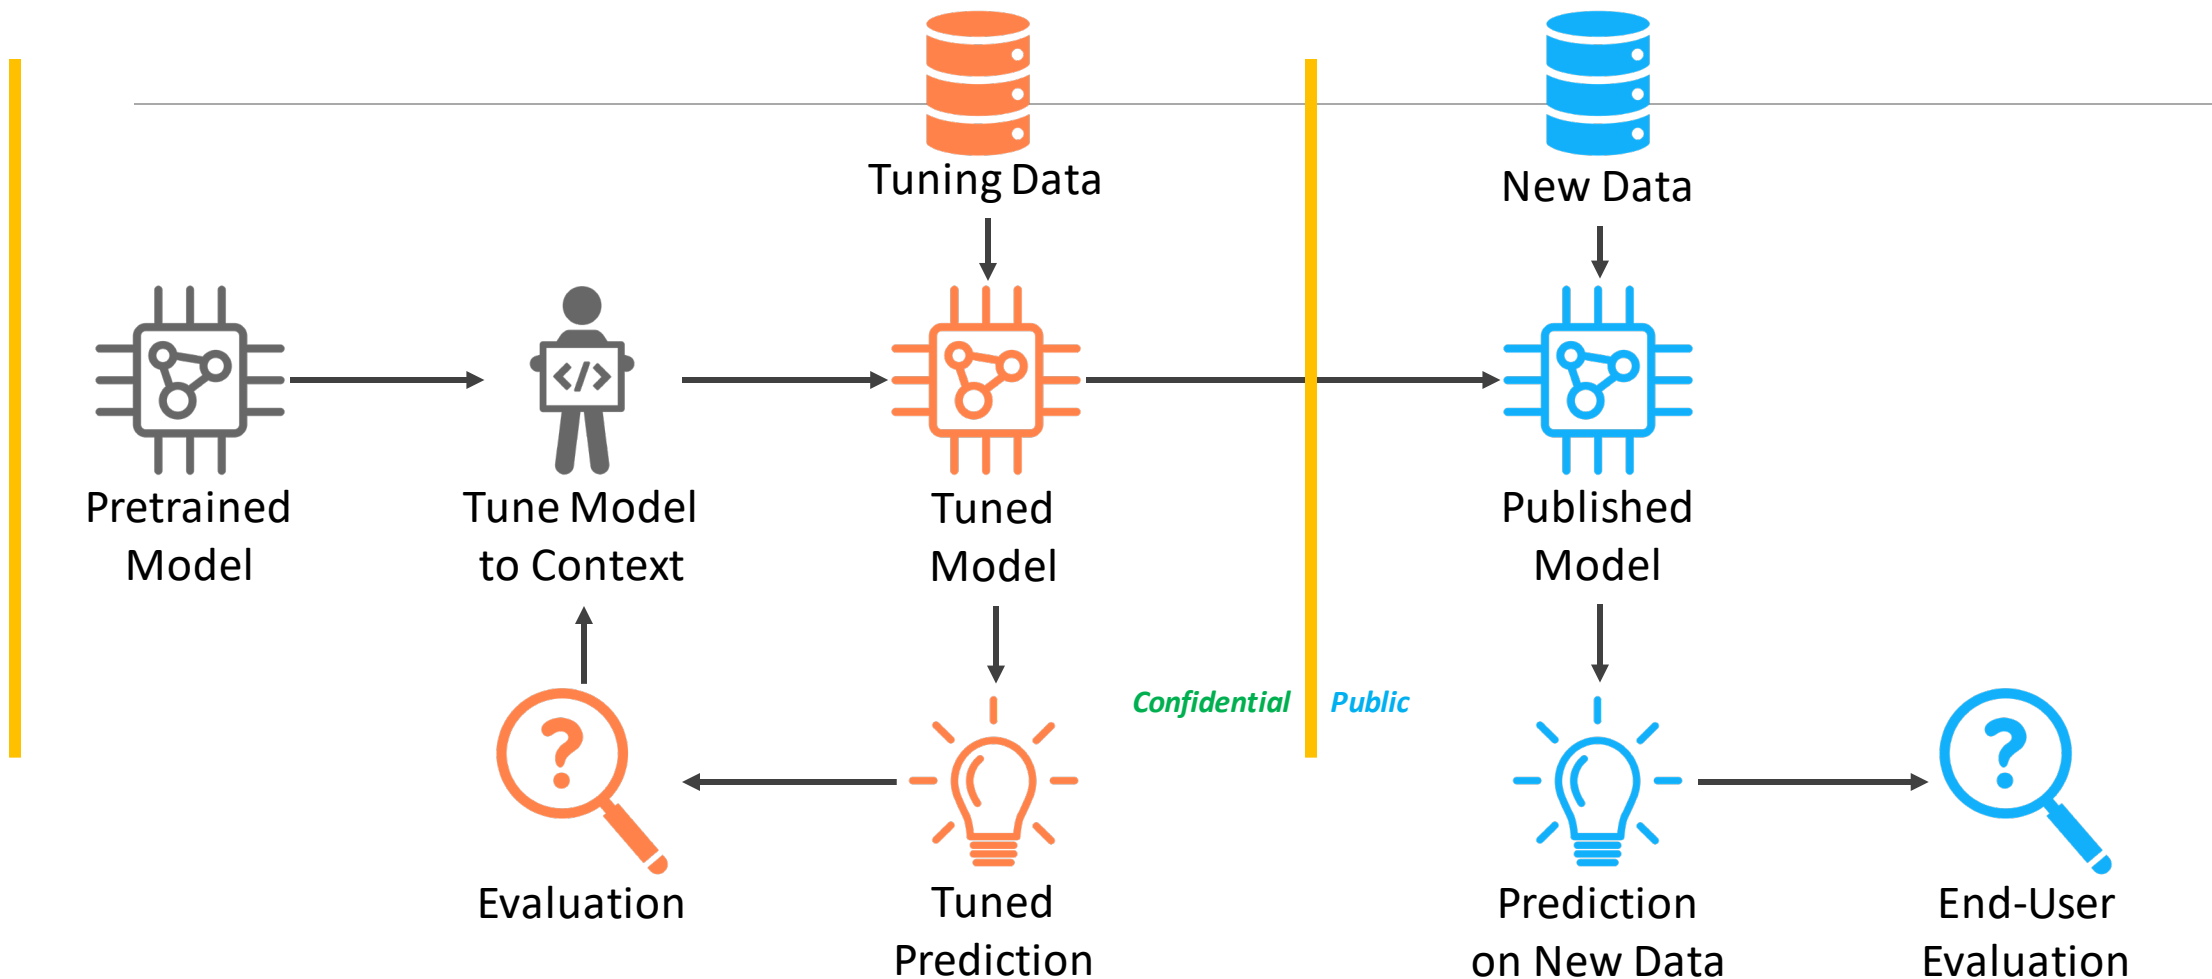 Tuning Data
New Data
</>
Pretrained
Model
Tune Model
to Context
Tuned
Model
Published
Model
Confidential
Public
?
?
Evaluation
Tuned
Prediction
Prediction
on New Data
End-User
Evaluation